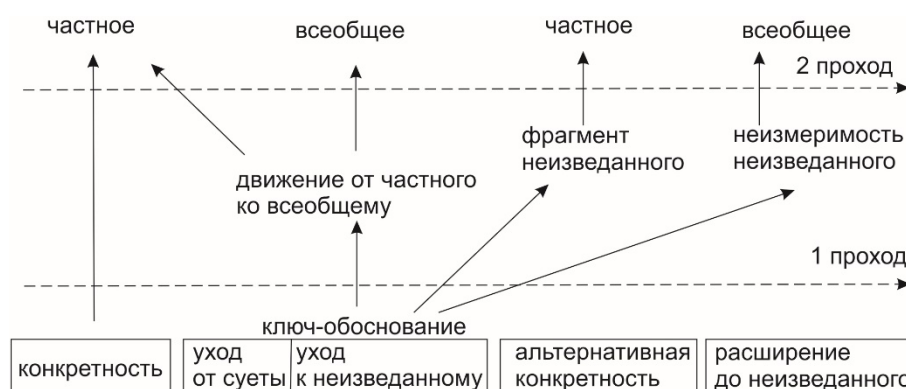 частное всеобщее частное всеобщее
2 проход
фрагмент неизмеримость
неизведанного неизведанного
движение от частного
ко всеобщему
1 проход
ключ-обоснование
конкретность
уход
от суеты
уход
к неизведанному
альтернативная
конкретность
расширение
до неизведанного